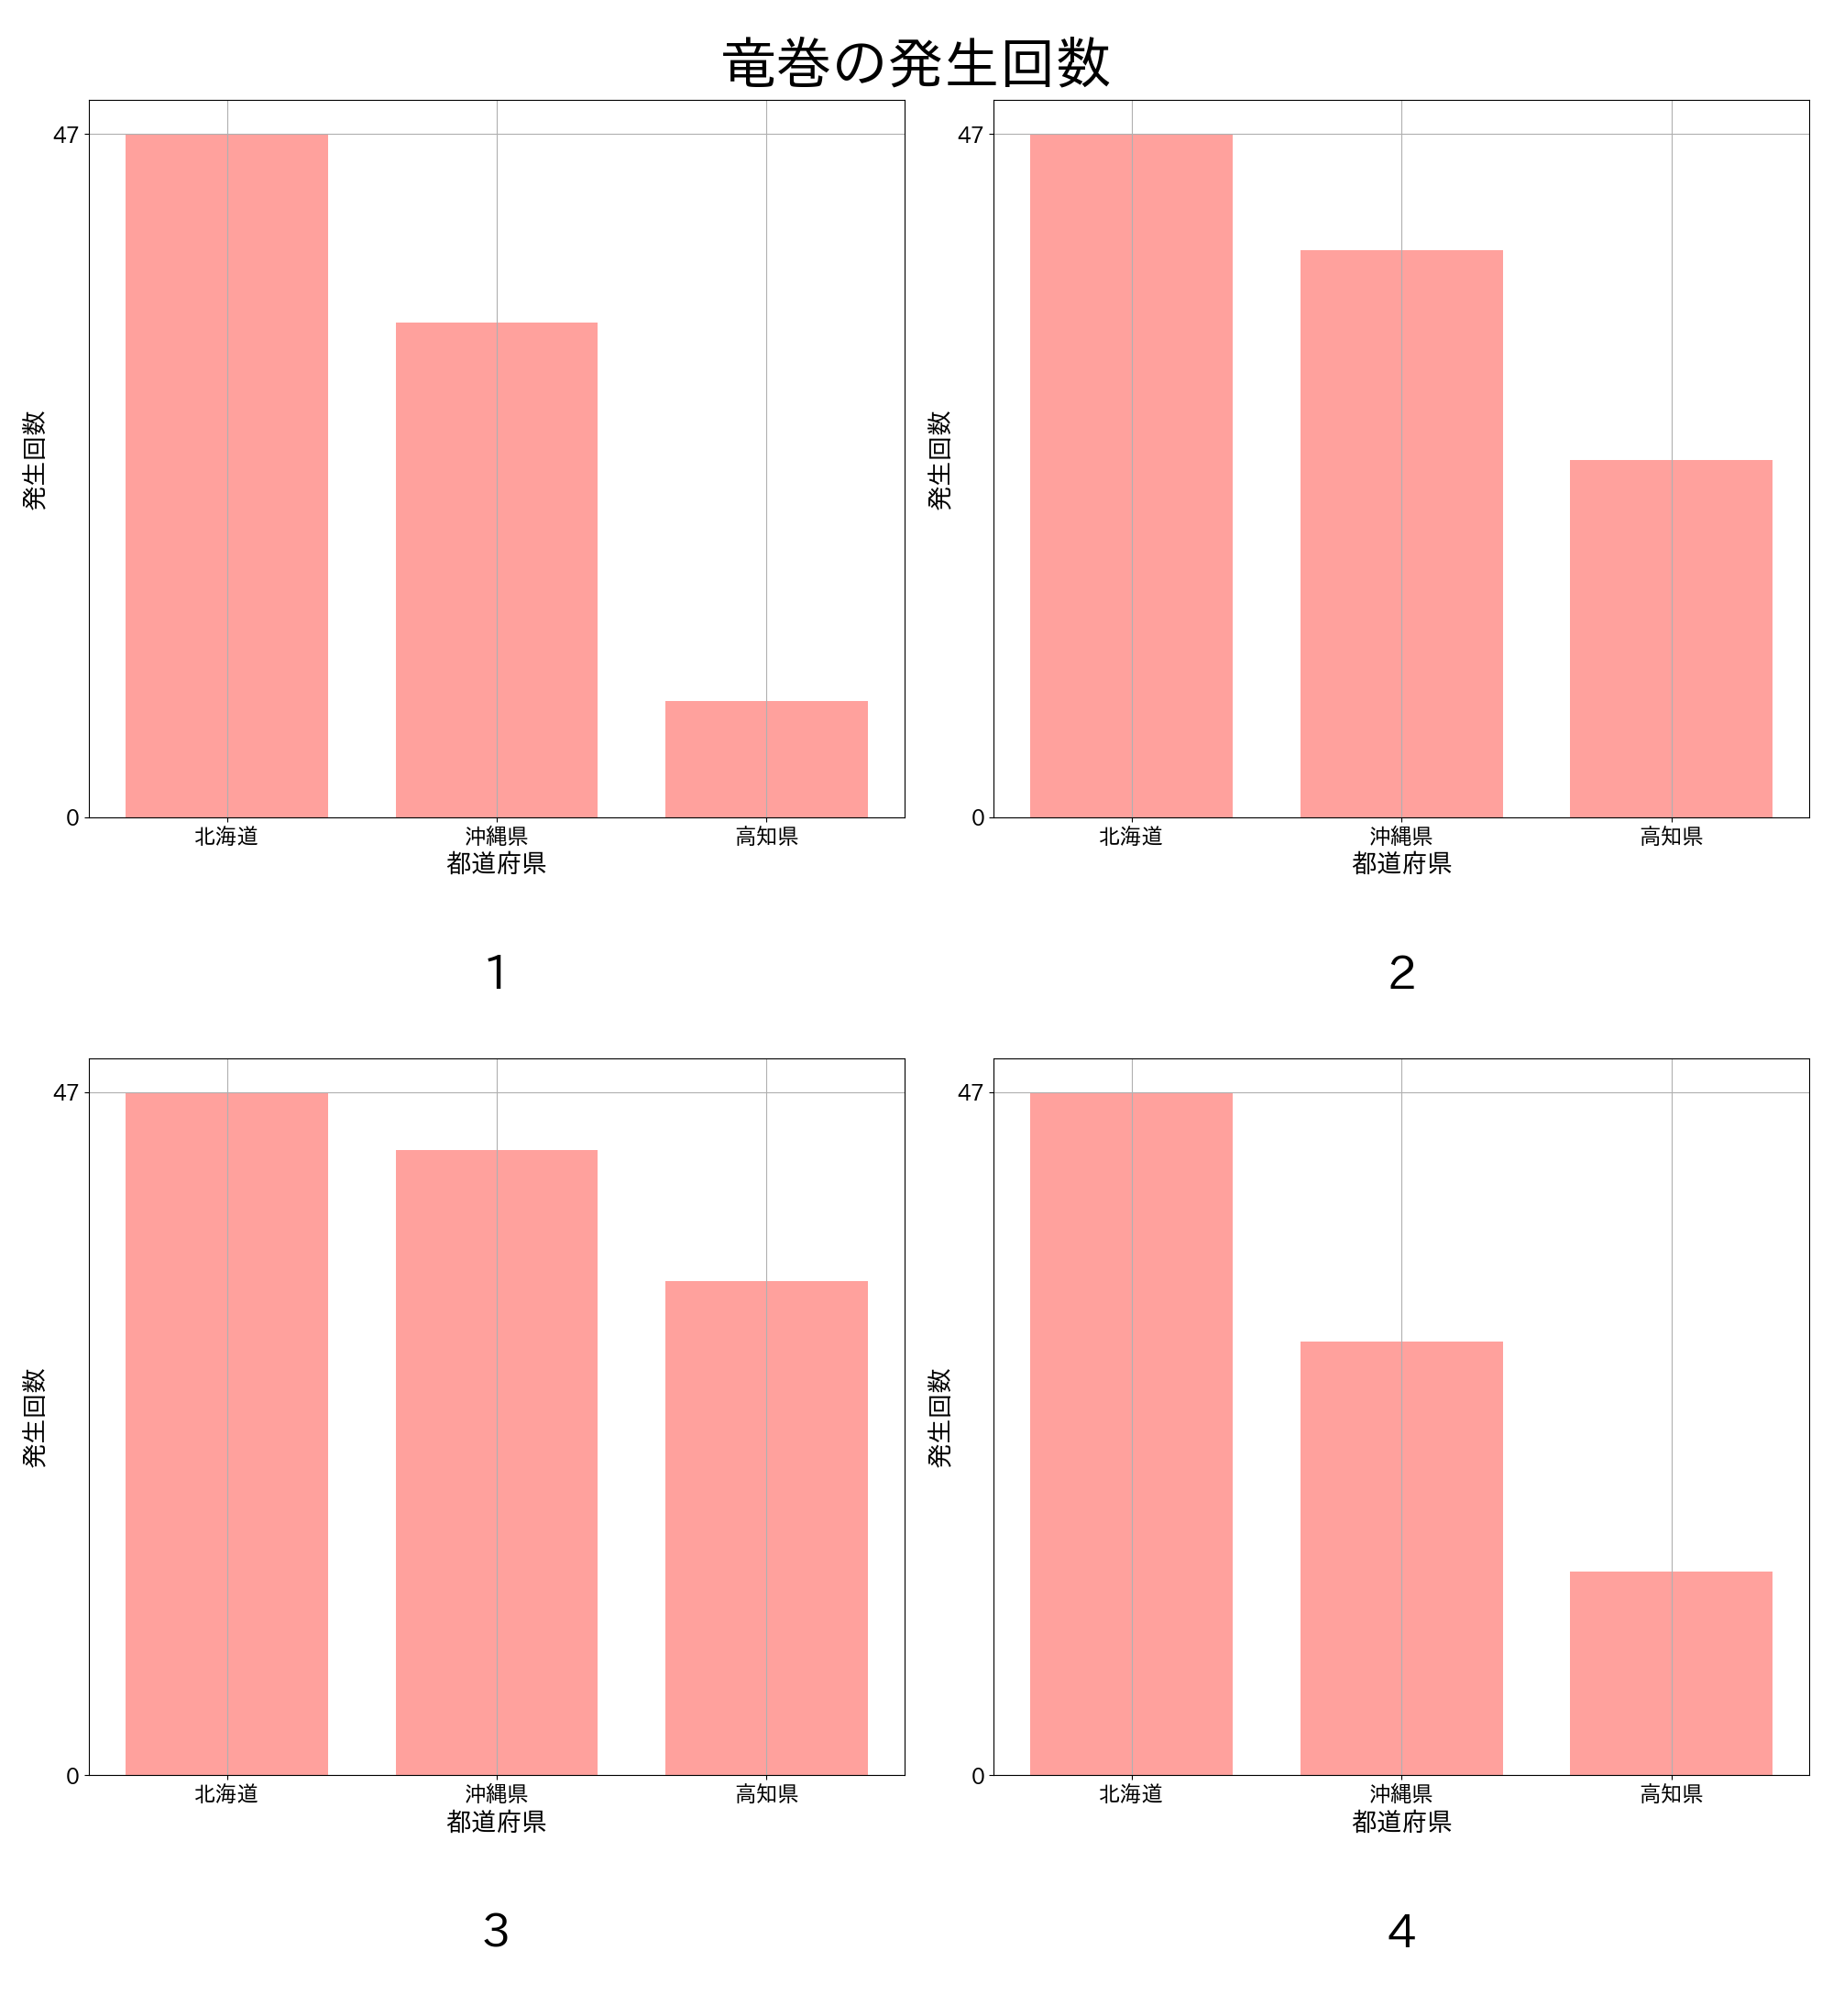 竜巻の発生回数
47
0
発生回数
北海道 沖縄県 高知県
都道府県
1
47
0
発生回数
北海道 沖縄県 高知県
都道府県
2
47
0
発生回数
北海道 沖縄県 高知県
都道府県
3
47
0
発生回数
北海道 沖縄県 高知県
都道府県
4